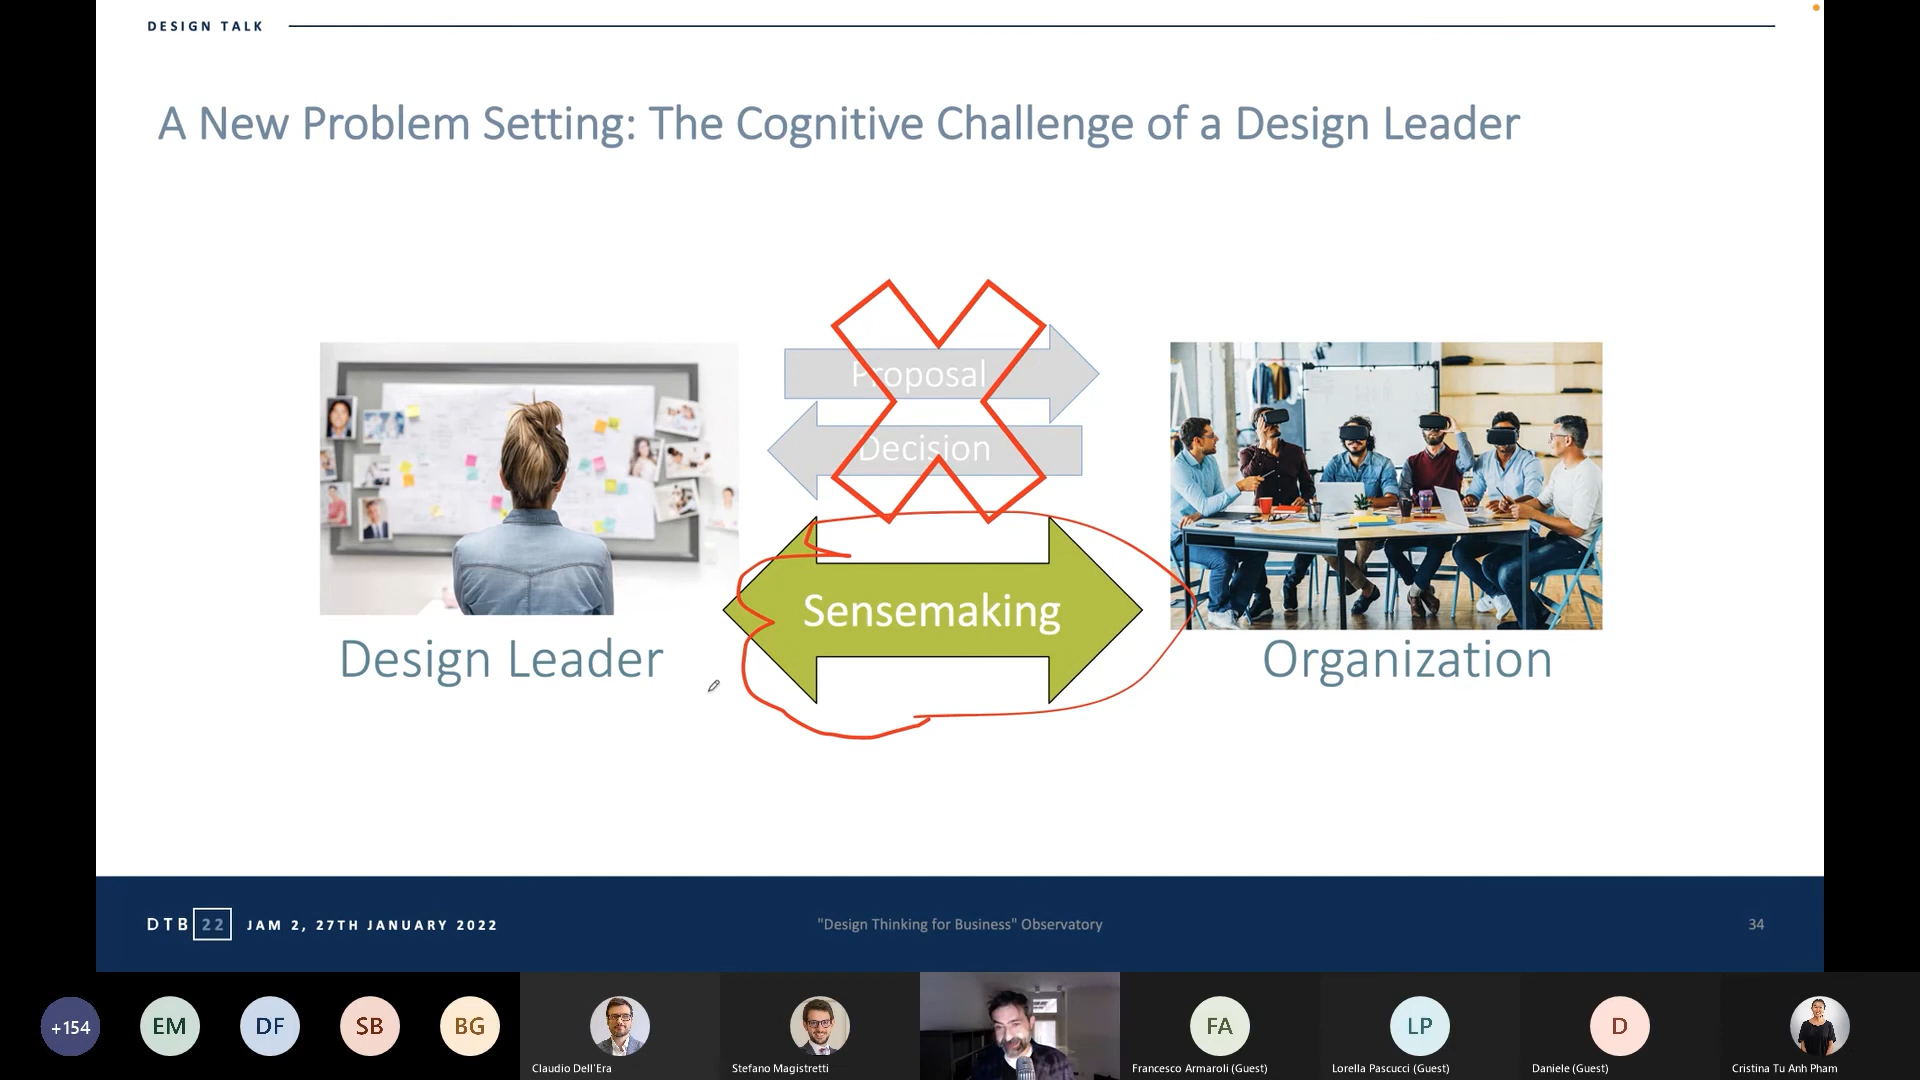 DESIGN TALK
A New Problem Setting: The Cognitive Challenge of a Design Leader
Proposal
Decision
Sensemaking
Design Leader
Organization
DTB 22 JAM 2, 27TH JANUARY 2022
"Design Thinking for Business" Observatory
34
+154
EM
DF
SB
BG
Claudio Dell'Era
Stefano Magistretti
FA
Francesco Armaroli (Guest)
LP
Lorella Pascucci (Guest)
D
Daniele (Guest)
Cristina Tu Anh Pham